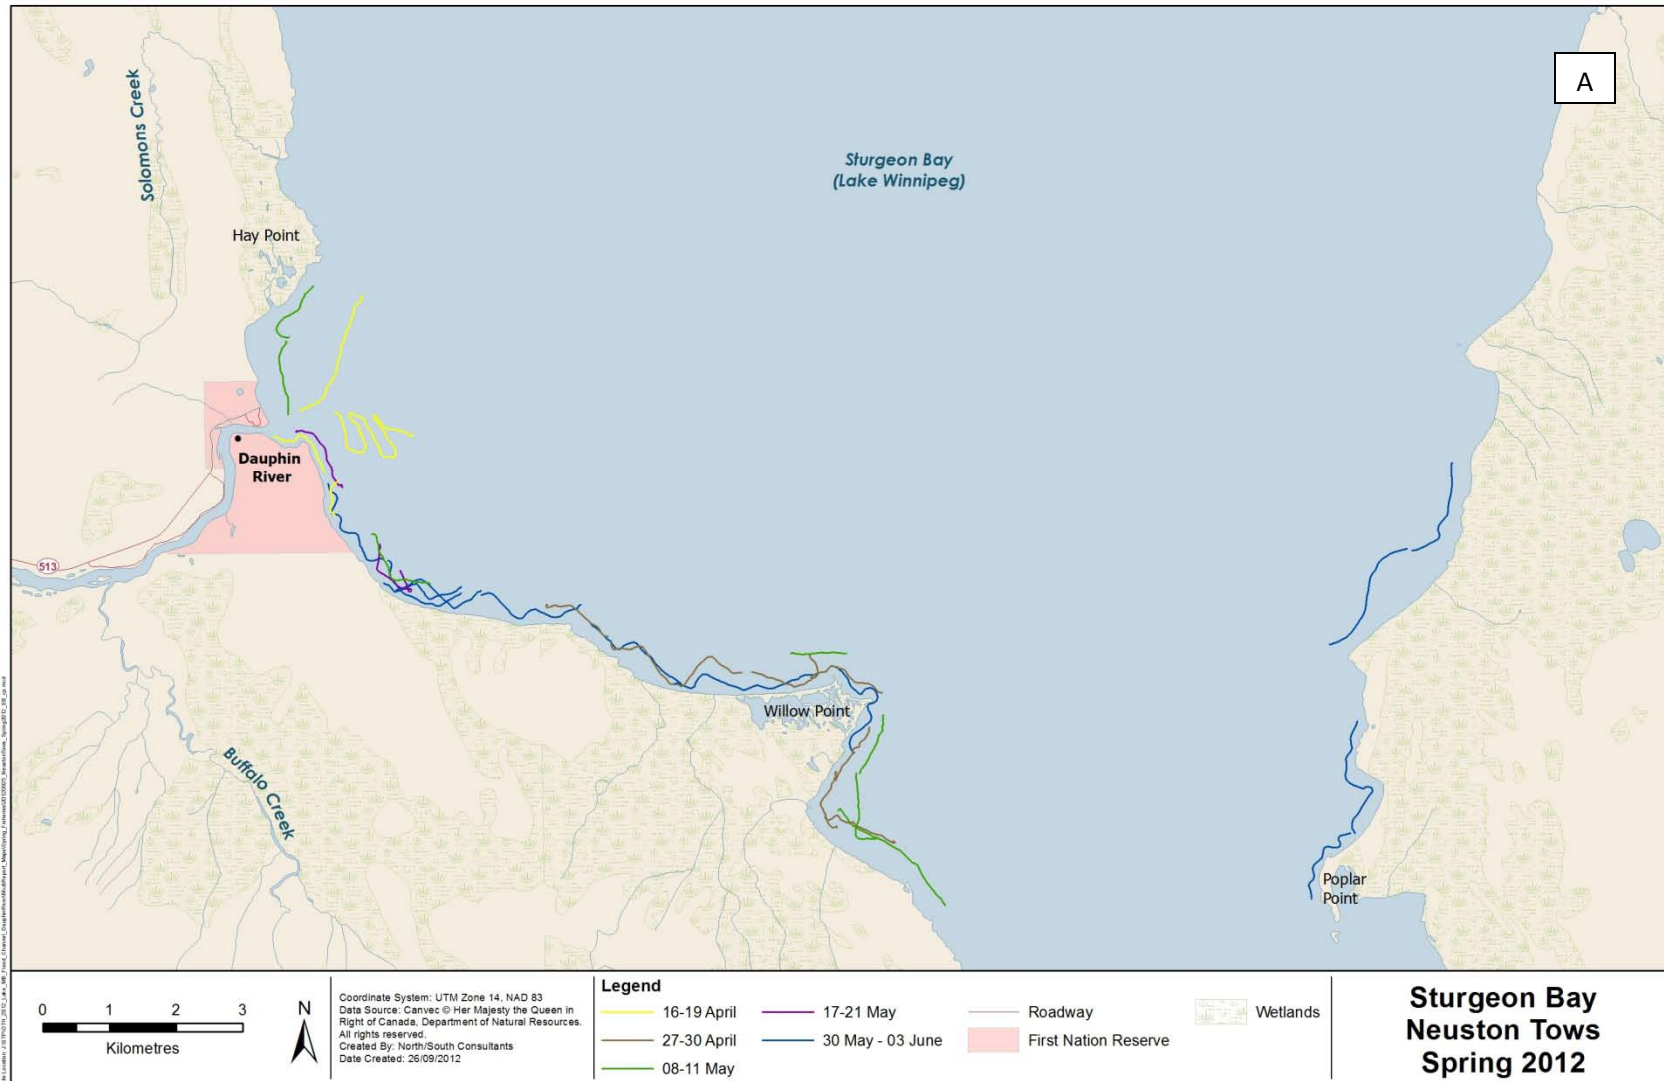 A
Solomons Creek
Sturgeon Bay
(Lake Winnipeg)
Hay Point
Dauphin
River
513
Willow Point
Buffalo Creek
Poplar
Point
0 1 2 3
Kilometres
N
Coordinate System: UTM Zone 14, NAD 83
Data Source: Canvec © Her Majesty the Queen in
Right of Canada, Department of Natural Resources.
All rights reserved.
Created By: North/South Consultants
Date Created: 26/09/2012
Legend
16-19 April
27-30 April
08-11 May
17-21 May
30 May - 03 June
Roadway
First Nation Reserve
Wetlands
Sturgeon Bay
Neuston Tows
Spring 2012